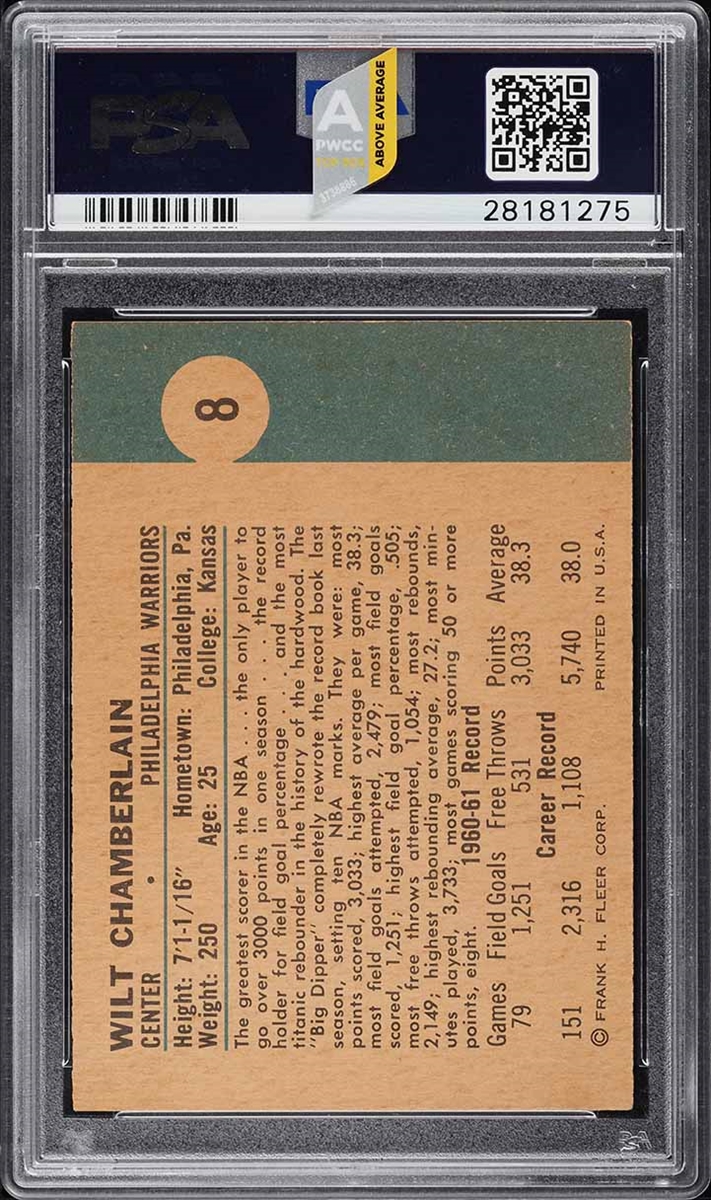 PSA
A
PWCC
ABOVE AVERAGE
28181275
8
WILT CHAMBERLAIN
CENTER • PHILADELPHIA WARRIORS
Height: 7'1-1/16" Hometown: Philadelphia, Pa.
Weight: 250 Age: 25 College: Kansas
The greatest scorer in the NBA . . . the only player to
go over 3000 points in one season . . . the record
holder for field goal percentage . . . and the most
titanic rebounder in the history of the hardwood. The
"Big Dipper" completely rewrote the record book last
season, setting ten NBA marks. They were: most
points scored, 3,033; highest average per game, 38.3;
most field goals attempted, 2,479; most field goals
scored, 1,251; highest field goal percentage, .505;
most free throws attempted, 1,054; most rebounds,
2,149; highest rebounding average, 27.2; most min-
utes played, 3,733; most games scoring 50 or more
points, eight.
1960-61 Record
Games Field Goals Free Throws Points Average
79 1,251 531 3,033 38.3
Career Record
151 2,316 1,108 5,740 38.0
© FRANK H. FLEER CORP. PRINTED IN U.S.A.